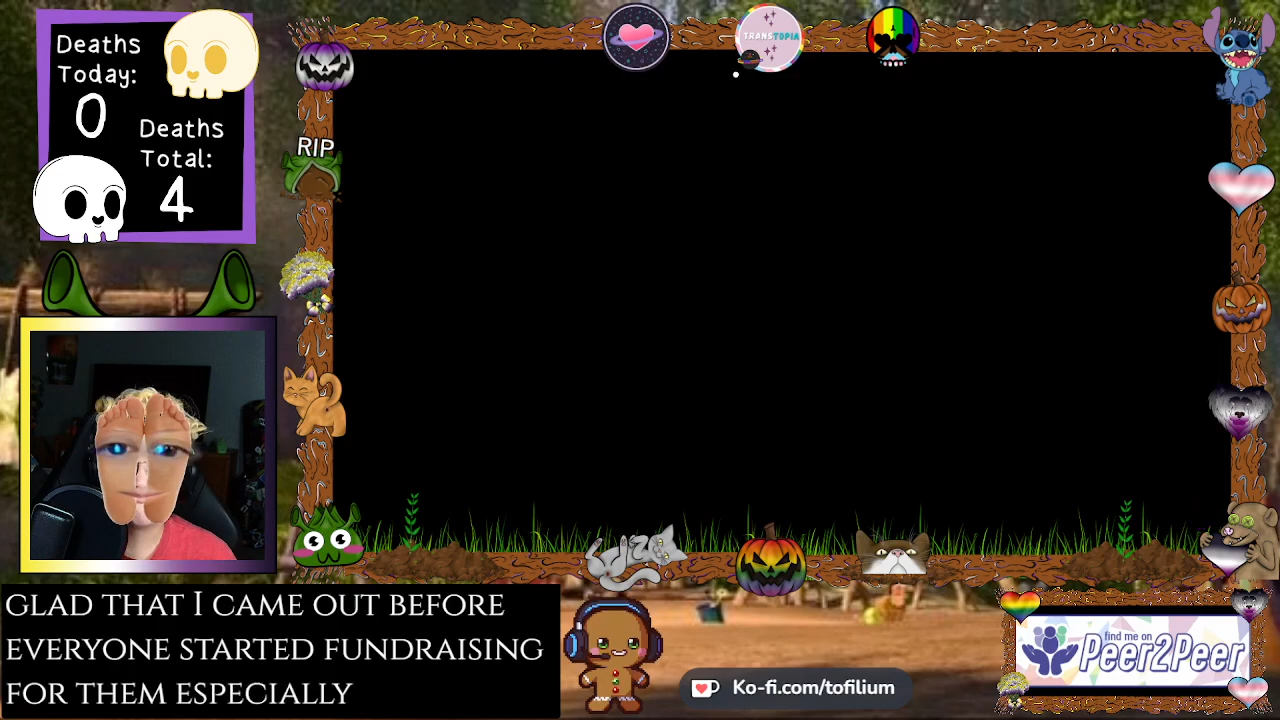 Deaths
Today:
0
Deaths
Total:
4
TRANSTOPIA
RIP
GLAD THAT I CAME OUT BEFORE
EVERYONE STARTED FUNDRAISING
FOR THEM ESPECIALLY
Ko-fi.com/tofilium
find me on
Peer2Peer